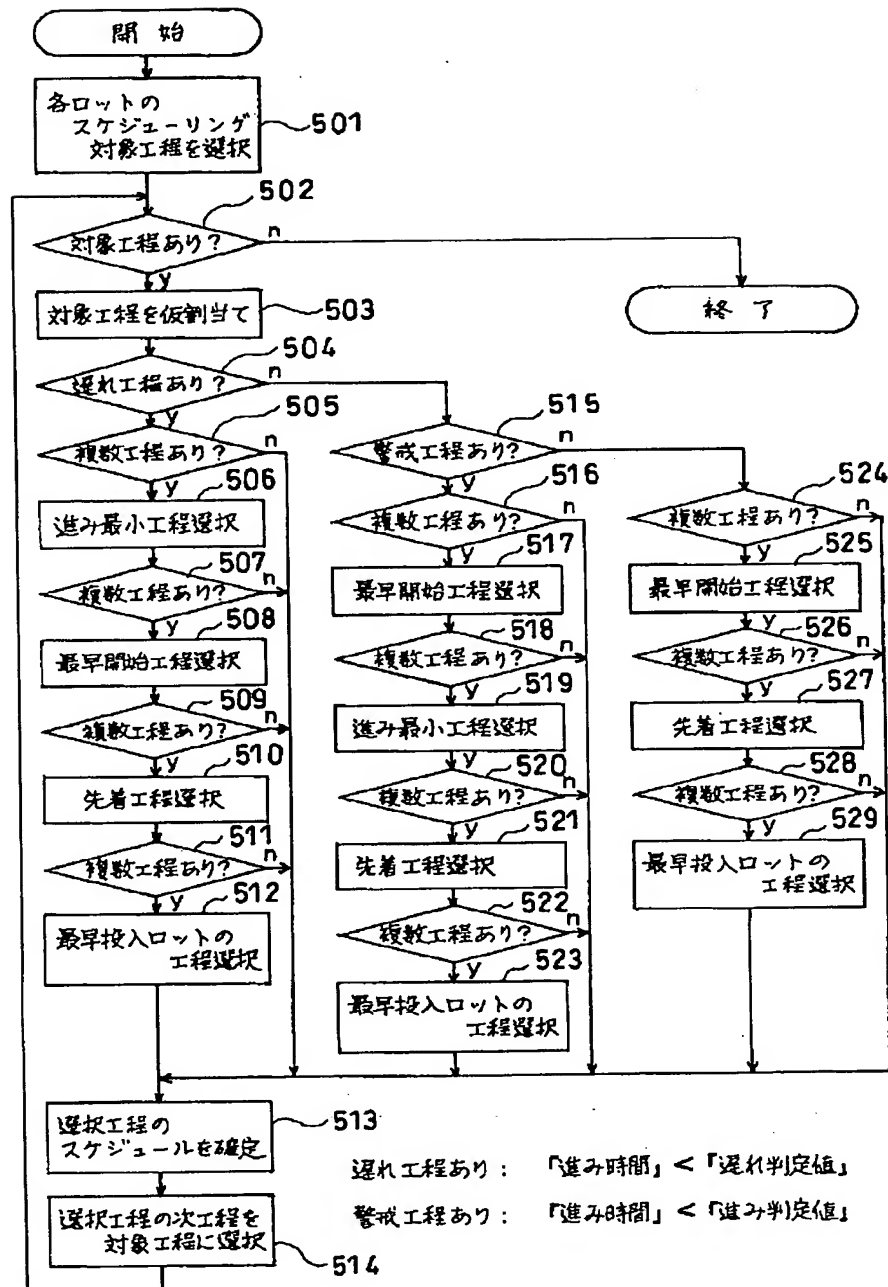 開始
各ロットの
スケジューリング
対象工程を選択
501
502
対象工程あり?
n
y
対象工程を仮割当て
503
終了
504
遅れ工程あり?
n
y
505
複数工程あり?
n
y
506
進み最小工程選択
507
複数工程あり?
n
y
508
最早開始工程選択
509
複数工程あり?
n
y
510
先着工程選択
511
複数工程あり?
n
y
512
最早投入ロットの
工程選択
515
警戒工程あり?
n
y
516
複数工程あり?
n
y
517
最早開始工程選択
518
複数工程あり?
n
y
519
進み最小工程選択
520
複数工程あり?
n
y
521
先着工程選択
522
複数工程あり?
n
y
523
最早投入ロットの
工程選択
524
複数工程あり?
n
y
525
最早開始工程選択
526
複数工程あり?
n
y
527
先着工程選択
528
複数工程あり?
n
y
529
最早投入ロットの
工程選択
選択工程の
スケジュールを確定
513
選択工程の次工程を
対象工程に選択
514
遅れ工程あり: 『進み時間』<『遅れ判定値』
警戒工程あり: 『進み時間』<『進み判定値』